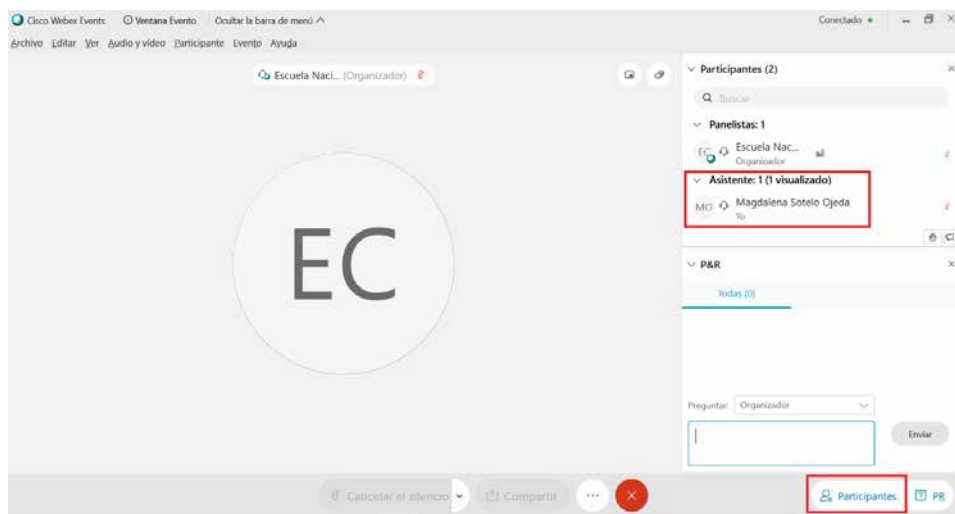 Cisco Webex Events Ventana Evento Ocultar la barra de menú Conectado
Archivo Editar Ver Audio y vídeo Participante Evento Ayuda
Escuela Naci... (Organizador)
EC
Participantes (2)
Buscar
Panelistas: 1
EC Escuela Nac...
Organizador
Asistente: 1 (1 visualizado)
MO Magdalena Sotelo Ojeda
Yo
P&R
Todas (0)
Preguntar: Organizador
Enviar
Cancelar el silencio Compartir Participantes PR